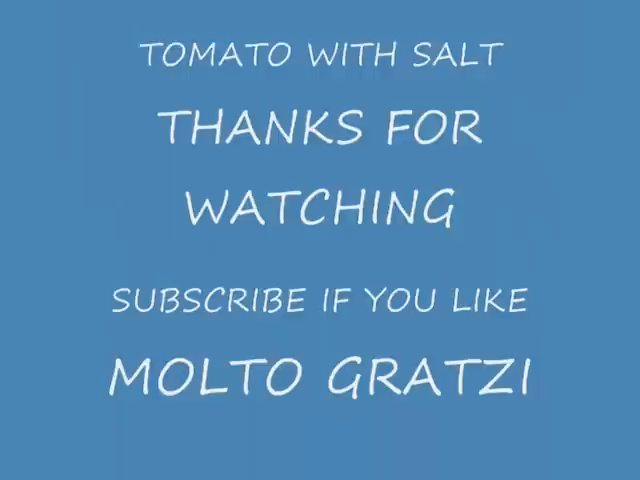 TOMATO WITH SALT
THANKS FOR
WATCHING
SUBSCRIBE IF YOU LIKE
MOLTO GRATZI